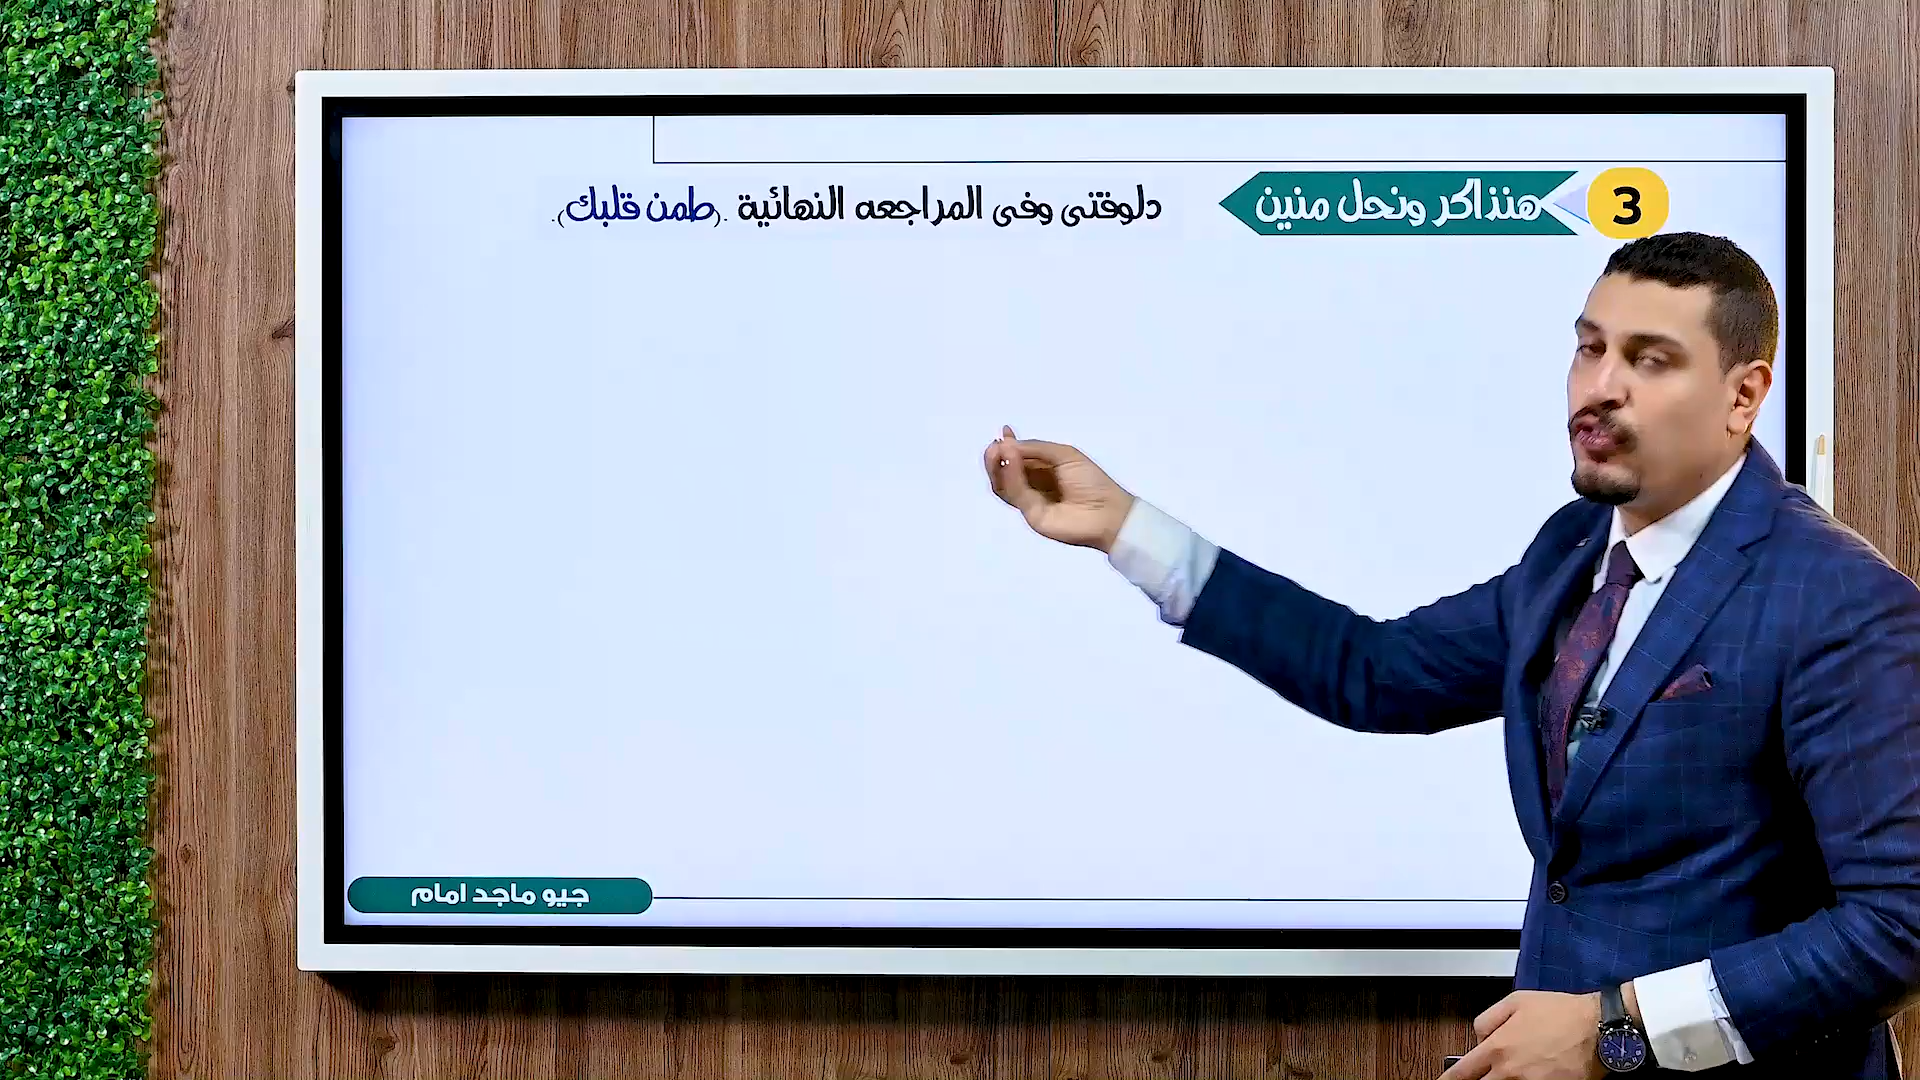 3 هنذاكر ونحل منين دلوقتى وفى المراجعه النهائية .(طمن قلبك).
جيو ماجد امام